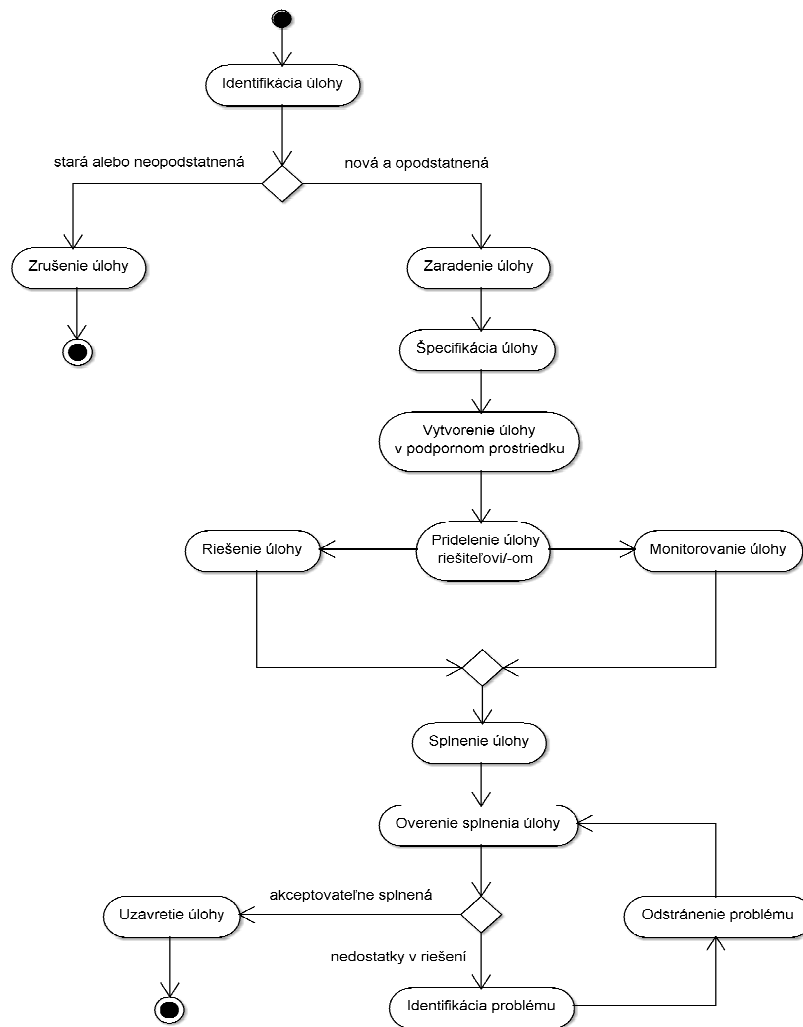 Identifikácia úlohy
stará alebo neopodstatnená
nová a opodstatnená
Zrušenie úlohy
Zaradenie úlohy
Špecifikácia úlohy
Vytvorenie úlohy
v podpornom prostriedku
Riešenie úlohy
Pridelenie úlohy
riešiteľovi/-om
Monitorovanie úlohy
Splnenie úlohy
Overenie splnenia úlohy
akceptovateľne splnená
Uzavretie úlohy
Odstránenie problému
nedostatky v riešení
Identifikácia problému